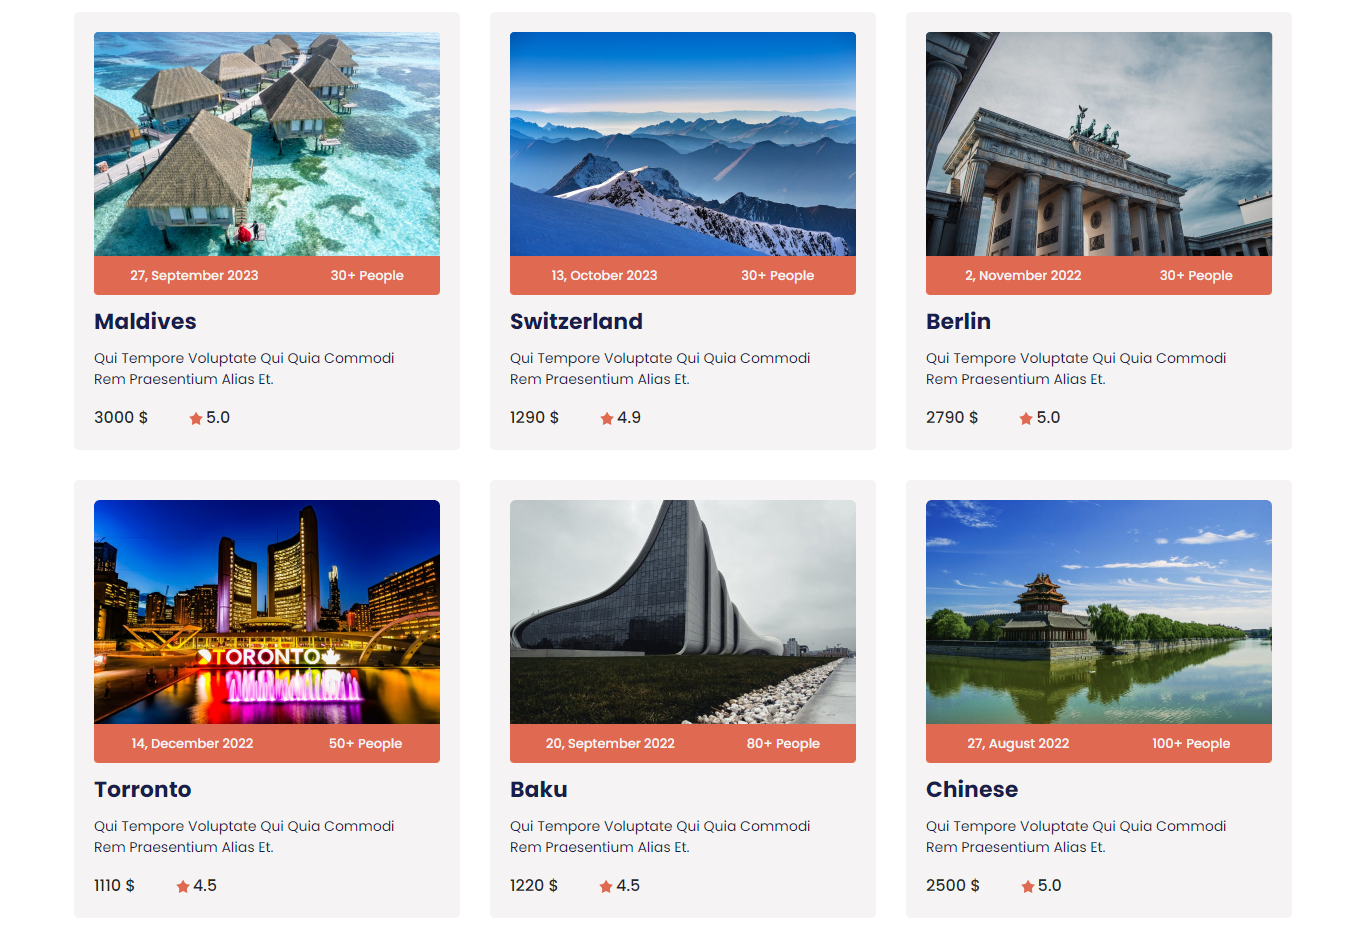 27, September 2023 30+ People
Maldives
Qui Tempore Voluptate Qui Quia Commodi
Rem Praesentium Alias Et.
3000 $ 5.0
13, October 2023 30+ People
Switzerland
Qui Tempore Voluptate Qui Quia Commodi
Rem Praesentium Alias Et.
1290 $ 4.9
2, November 2022 30+ People
Berlin
Qui Tempore Voluptate Qui Quia Commodi
Rem Praesentium Alias Et.
2790 $ 5.0
TORONTO
14, December 2022 50+ People
Torronto
Qui Tempore Voluptate Qui Quia Commodi
Rem Praesentium Alias Et.
1110 $ 4.5
20, September 2022 80+ People
Baku
Qui Tempore Voluptate Qui Quia Commodi
Rem Praesentium Alias Et.
1220 $ 4.5
27, August 2022 100+ People
Chinese
Qui Tempore Voluptate Qui Quia Commodi
Rem Praesentium Alias Et.
2500 $ 5.0